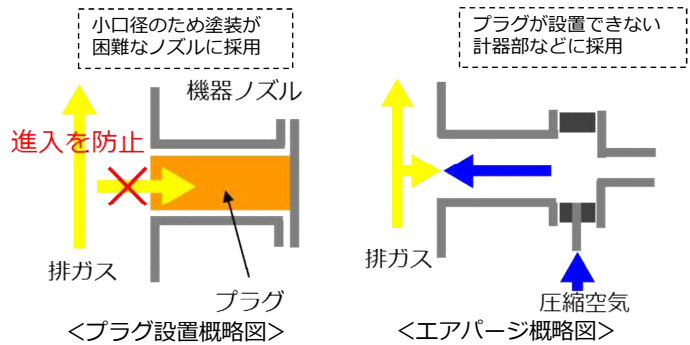 小口径のため塗装が
困難なノズルに採用
機器ノズル
進入を防止
排ガス
プラグ
<プラグ設置概略図>
プラグが設置できない
計器部などに採用
排ガス
圧縮空気
<エアパージ概略図>